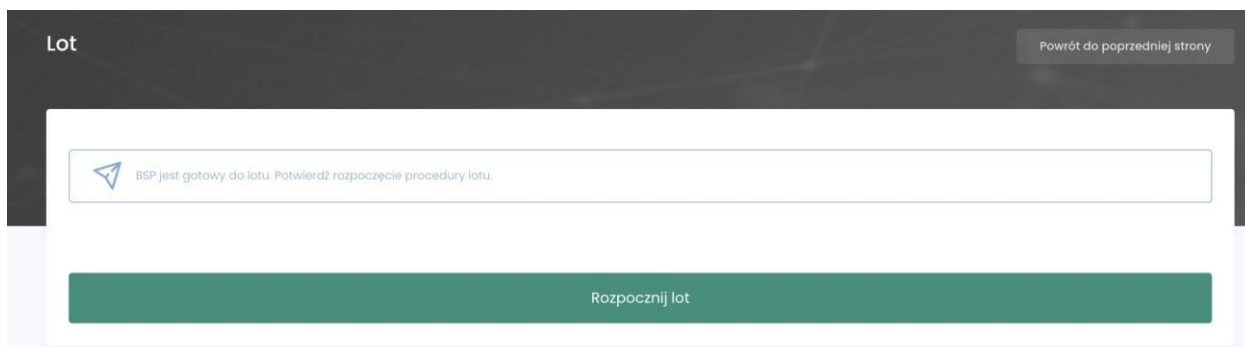 Lot
Powrót do poprzedniej strony
BSP jest gotowy do lotu. Potwierdź rozpoczęcie procedury lotu.
Rozpocznij lot